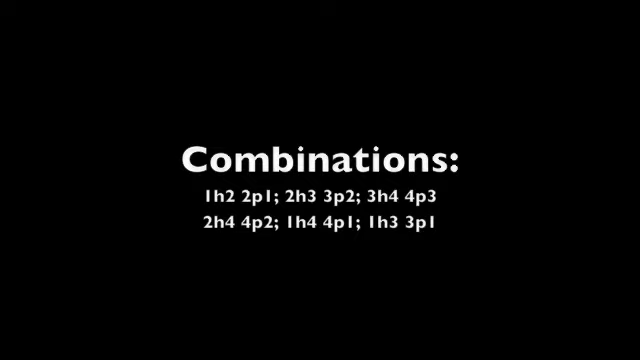 Combinations:
1h2 2p1; 2h3 3p2; 3h4 4p3
2h4 4p2; 1h4 4p1; 1h3 3p1